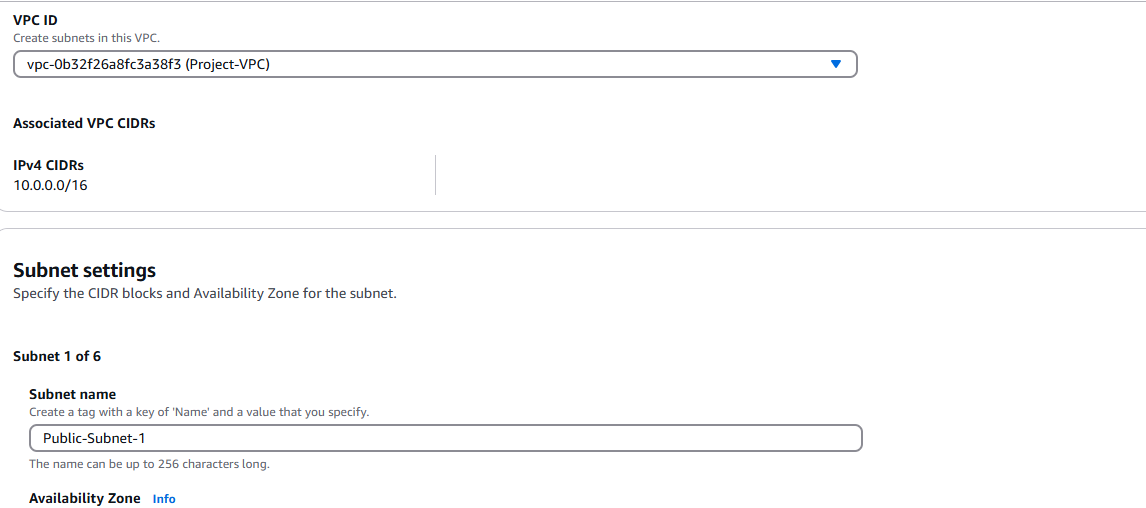 VPC ID
Create subnets in this VPC.
vpc-0b32f26a8fc3a38f3 (Project-VPC)
Associated VPC CIDRs
IPv4 CIDRs
10.0.0.0/16
Subnet settings
Specify the CIDR blocks and Availability Zone for the subnet.
Subnet 1 of 6
Subnet name
Create a tag with a key of 'Name' and a value that you specify.
Public-Subnet-1
The name can be up to 256 characters long.
Availability Zone Info